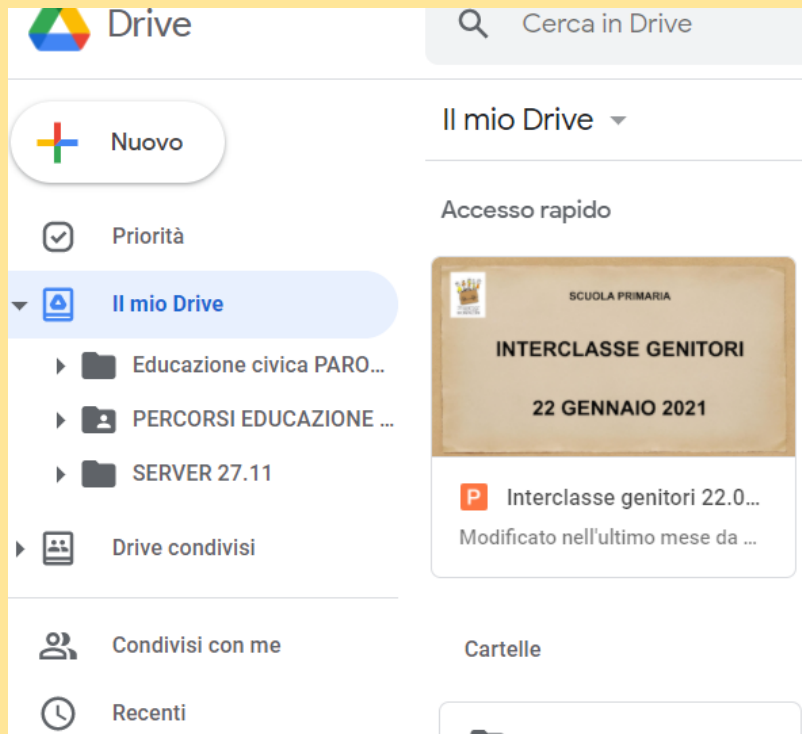 Drive
Cerca in Drive
Nuovo
Il mio Drive
Priorità
Accesso rapido
Il mio Drive
SCUOLA PRIMARIA
INTERCLASSE GENITORI
22 GENNAIO 2021
Educazione civica PARO...
PERCORSI EDUCAZIONE ...
SERVER 27.11
P Interclasse genitori 22.0...
Modificato nell'ultimo mese da ...
Drive condivisi
Condivisi con me
Cartelle
Recenti